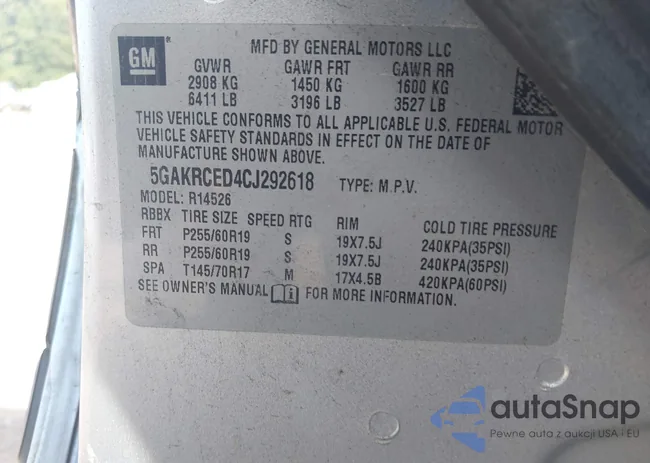 GM
MFD BY GENERAL MOTORS LLC
GVWR GAWR FRT GAWR RR
2908 KG 1450 KG 1600 KG
6411 LB 3196 LB 3527 LB
THIS VEHICLE CONFORMS TO ALL APPLICABLE U.S. FEDERAL MOTOR
VEHICLE SAFETY STANDARDS IN EFFECT ON THE DATE OF
MANUFACTURE SHOWN ABOVE.
5GAKRCED4CJ292618 TYPE: M.P.V.
MODEL: R14526
RBBX TIRE SIZE SPEED RTG RIM COLD TIRE PRESSURE
FRT P255/60R19 S 19X7.5J 240KPA(35PSI)
RR P255/60R19 S 19X7.5J 240KPA(35PSI)
SPA T145/70R17 M 17X4.5B 420KPA(60PSI)
SEE OWNER'S MANUAL FOR MORE INFORMATION.
autaSnap
Pewne auta z aukcji USA i EU